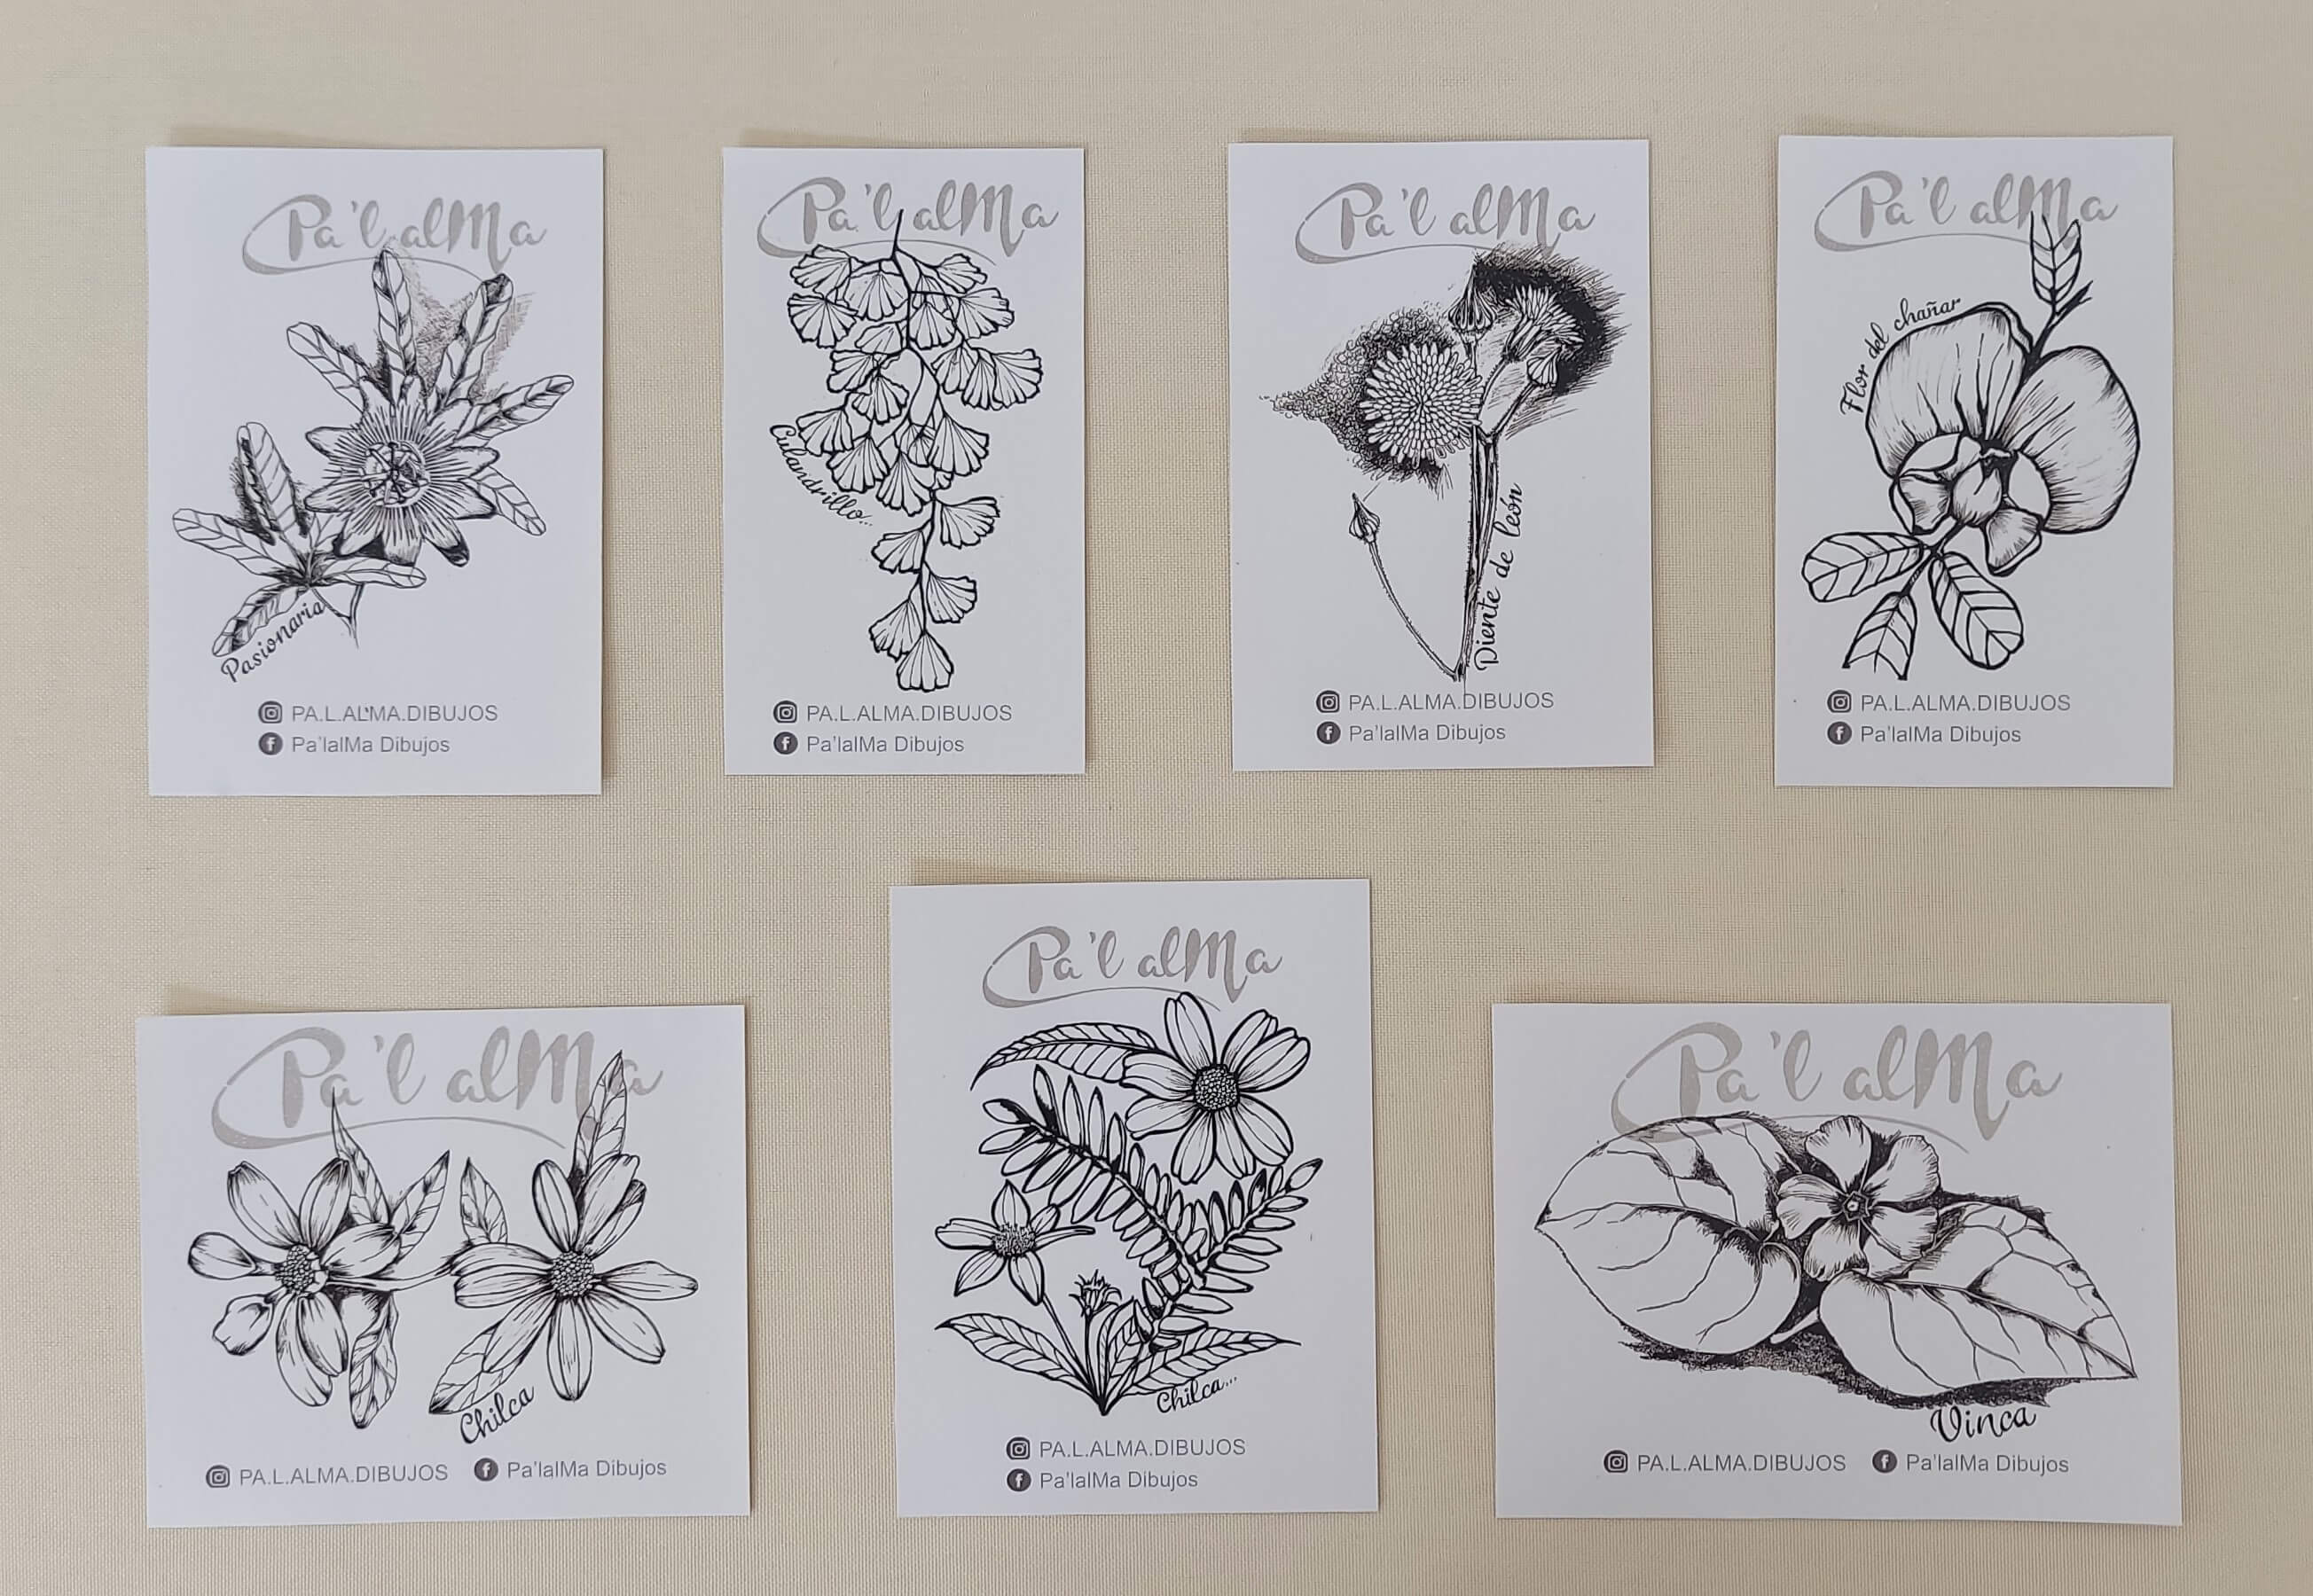 Pa'l alMa
Pasionaria
PA.L.AL'MA.DIBUJOS
Pa'lalMa Dibujos
Pa'l alMa
Culandrillo...
PA.L.ALMA.DIBUJOS
Pa'lalMa Dibujos
Pa'l alMa
Diente de león
PA.L.ALMA.DIBUJOS
Pa'lalMa Dibujos
Pa'l alMa
Flor del chañar
PA.L.ALMA.DIBUJOS
Pa'lalMa Dibujos
Pa'l alMa
Chilca
PA.L.ALMA.DIBUJOS Pa'lalMa Dibujos
Pa'l alMa
Chilca...
PA.L.ALMA.DIBUJOS
Pa'lalMa Dibujos
Pa'l alMa
Vinca
PA.L.ALMA.DIBUJOS Pa'lalMa Dibujos